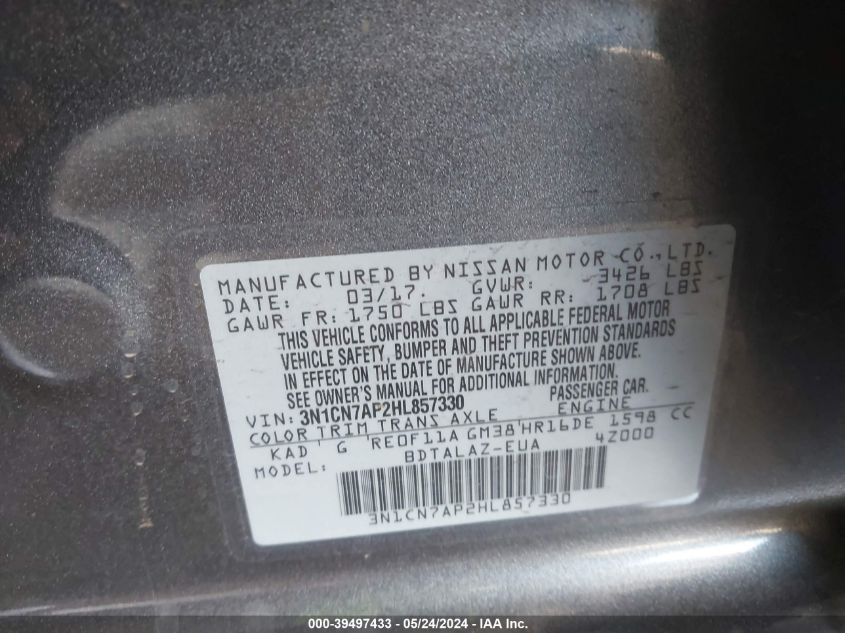 MANUFACTURED BY NISSAN MOTOR CO., LTD.
DATE: 03/17. GVWR: 3426 LBS
GAWR FR: 1750 LBS GAWR RR: 1708 LBS
THIS VEHICLE CONFORMS TO ALL APPLICABLE FEDERAL MOTOR
VEHICLE SAFETY, BUMPER AND THEFT PREVENTION STANDARDS
IN EFFECT ON THE DATE OF MANUFACTURE SHOWN ABOVE.
SEE OWNER'S MANUAL FOR ADDITIONAL INFORMATION.
VIN: 3N1CN7AP2HL857330 PASSENGER CAR.
COLOR TRIM TRANS AXLE ENGINE
KAD G RE0F11A GM38 HR16DE 1598 CC
MODEL: BDTALAZ-EUA 4Z000
3N1CN7AP2HL857330
000-39497433 / 05/24/2024 - IAA Inc.